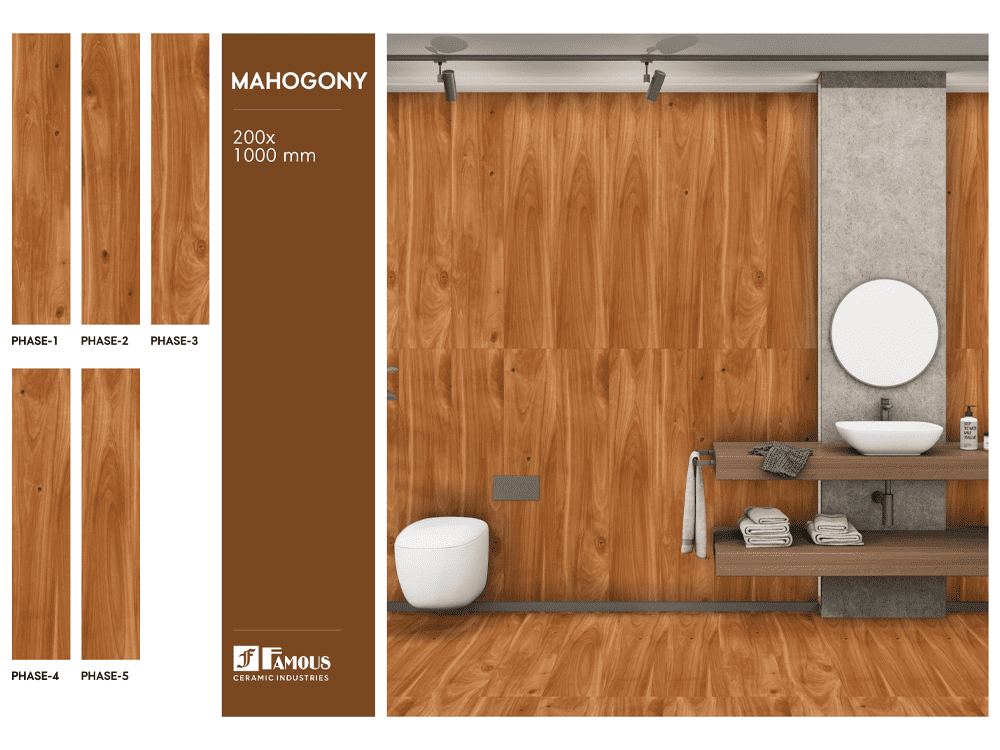 MAHOGONY
200x
1000 mm
PHASE-1 PHASE-2 PHASE-3
PHASE-4 PHASE-5
FAMOUS
CERAMIC INDUSTRIES